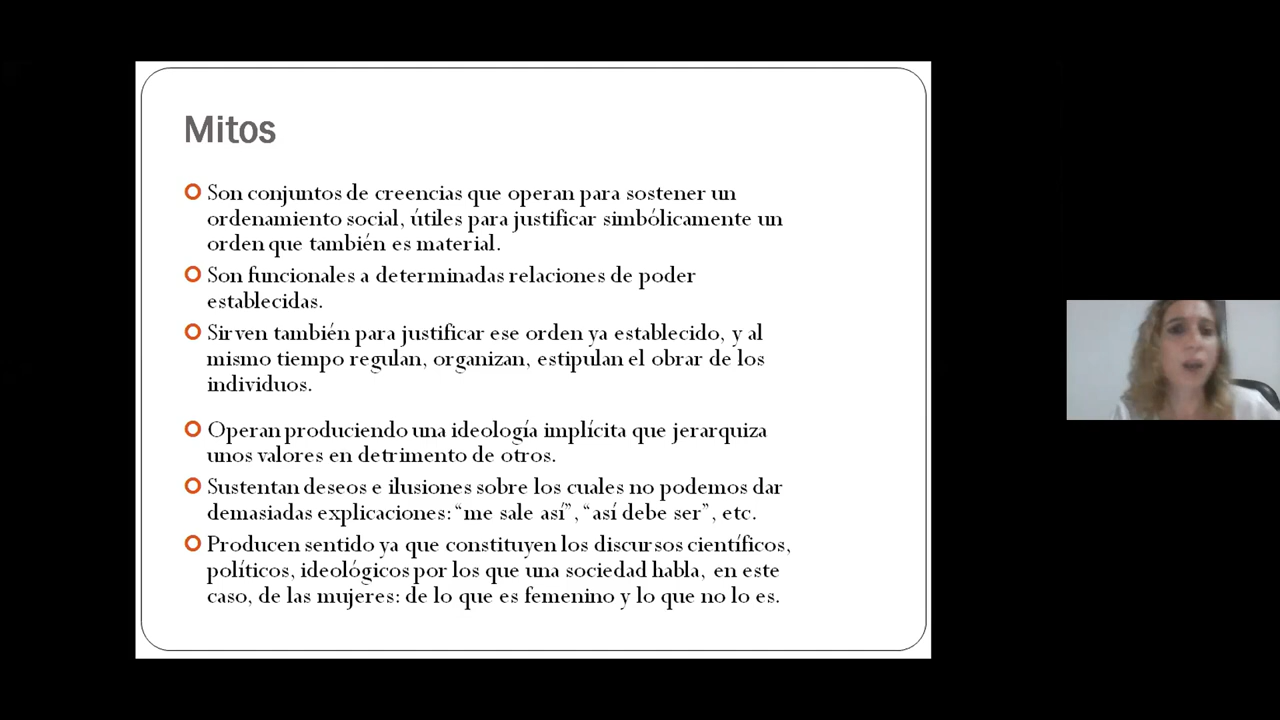 Mitos
Son conjuntos de creencias que operan para sostener un
ordenamiento social, útiles para justificar simbólicamente un
orden que también es material.
Son funcionales a determinadas relaciones de poder
establecidas.
Sirven también para justificar ese orden ya establecido, y al
mismo tiempo regulan, organizan, estipulan el obrar de los
individuos.
Operan produciendo una ideología implícita que jerarquiza
unos valores en detrimento de otros.
Sustentan deseos e ilusiones sobre los cuales no podemos dar
demasiadas explicaciones: “me sale así”, “así debe ser”, etc.
Producen sentido ya que constituyen los discursos científicos,
políticos, ideológicos por los que una sociedad habla, en este
caso, de las mujeres: de lo que es femenino y lo que no lo es.